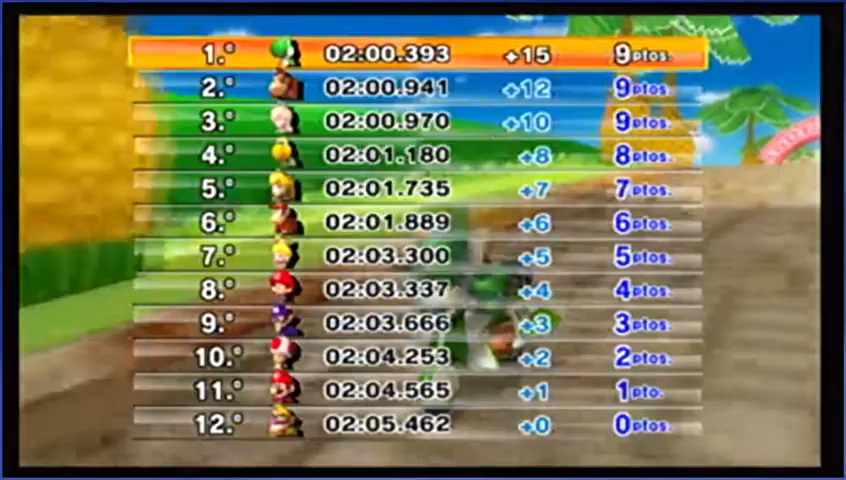 1.º 02:00.393 +15 9ptos.
2.º 02:00.941 +12 9ptos.
3.º 02:00.970 +10 9ptos.
4.º 02:01.180 +8 8ptos.
5.º 02:01.735 +7 7ptos.
6.º 02:01.889 +6 6ptos.
7.º 02:03.300 +5 5ptos.
8.º 02:03.337 +4 4ptos.
9.º 02:03.666 +3 3ptos.
10.º 02:04.253 +2 2ptos.
11.º 02:04.565 +1 1pto.
12.º 02:05.462 +0 0ptos.